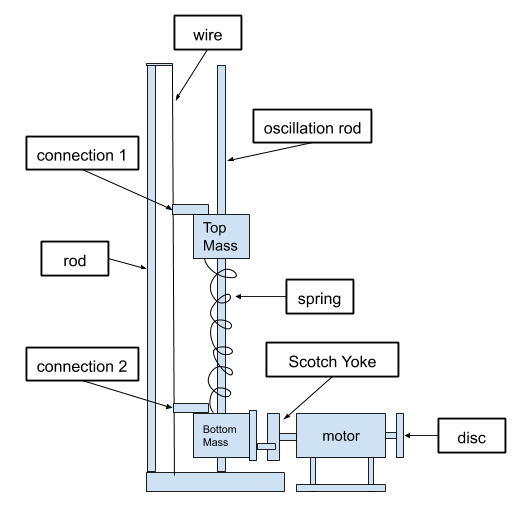 wire
oscillation rod
connection 1
Top
Mass
rod
spring
connection 2
Scotch Yoke
Bottom
Mass
motor
disc